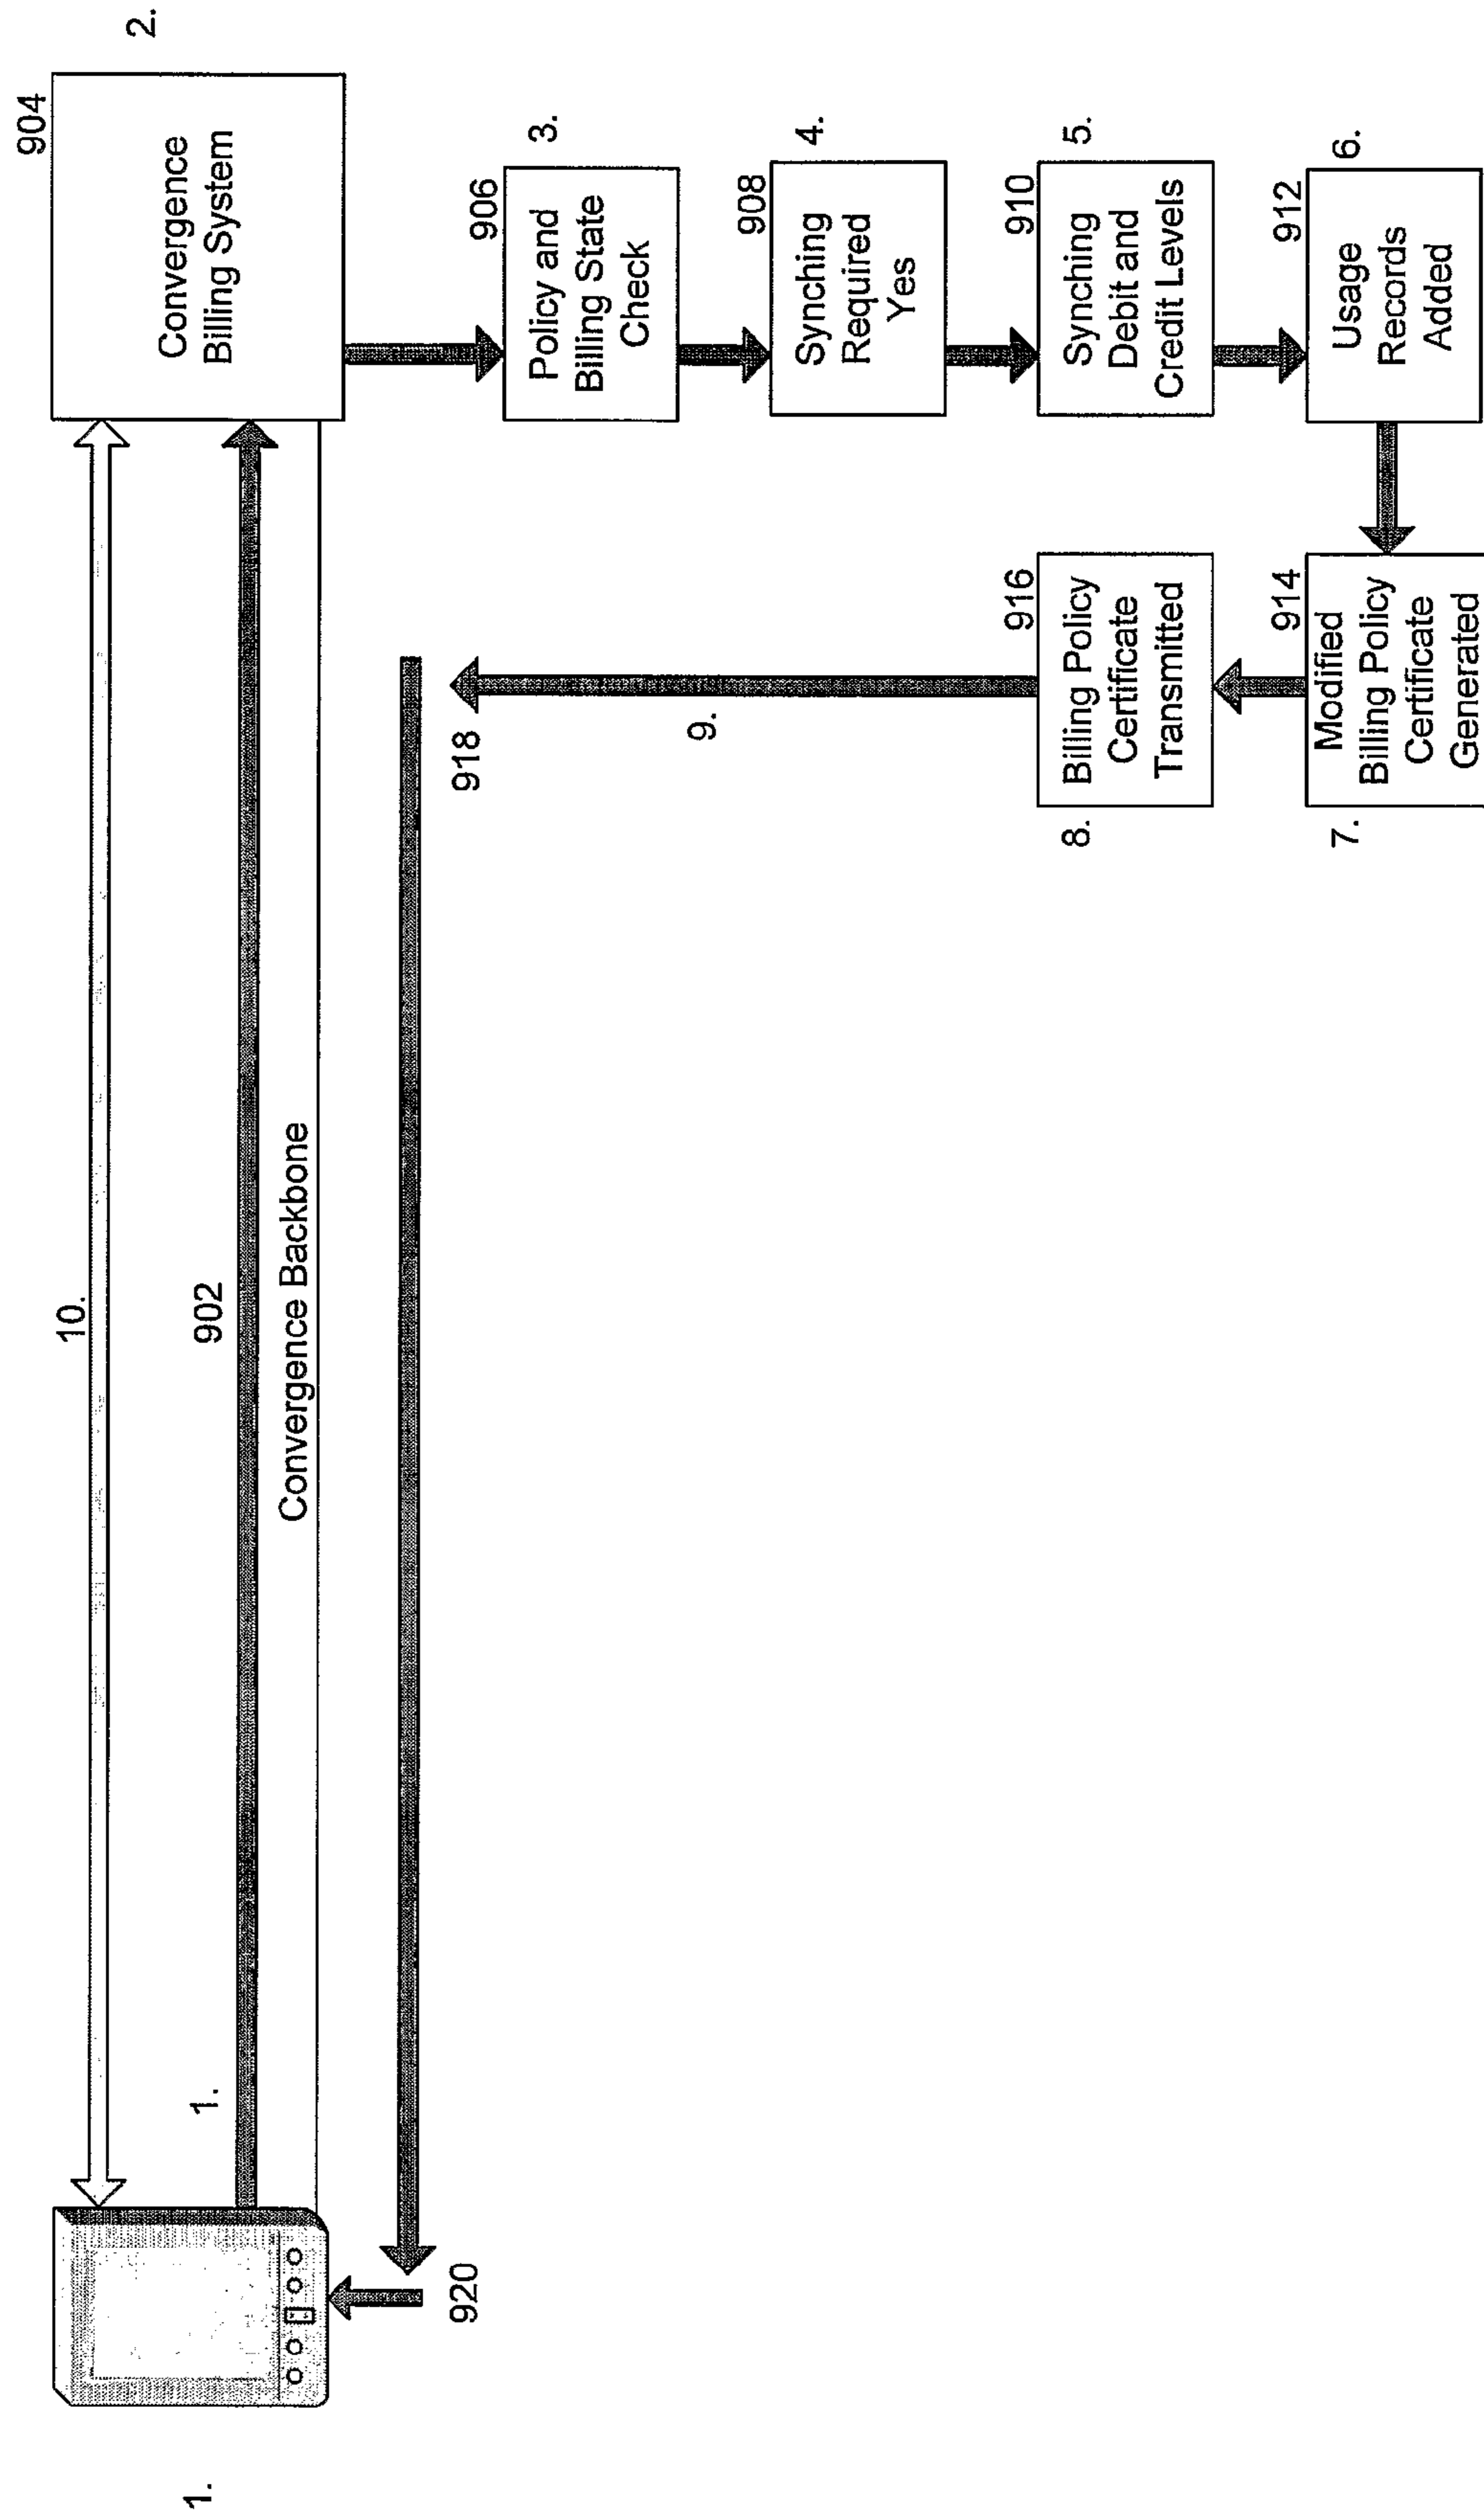 1.
1.
10.
902
Convergence Backbone
904
2.
Convergence
Billing System
906
3.
Policy and
Billing State
Check
908
4.
Synching
Required
Yes
910
5.
Synching
Debit and
Credit Levels
912
6.
Usage
Records
Added
914
7.
Modified
Billing Policy
Certificate
Generated
916
8.
Billing Policy
Certificate
Transmitted
9.
918
920